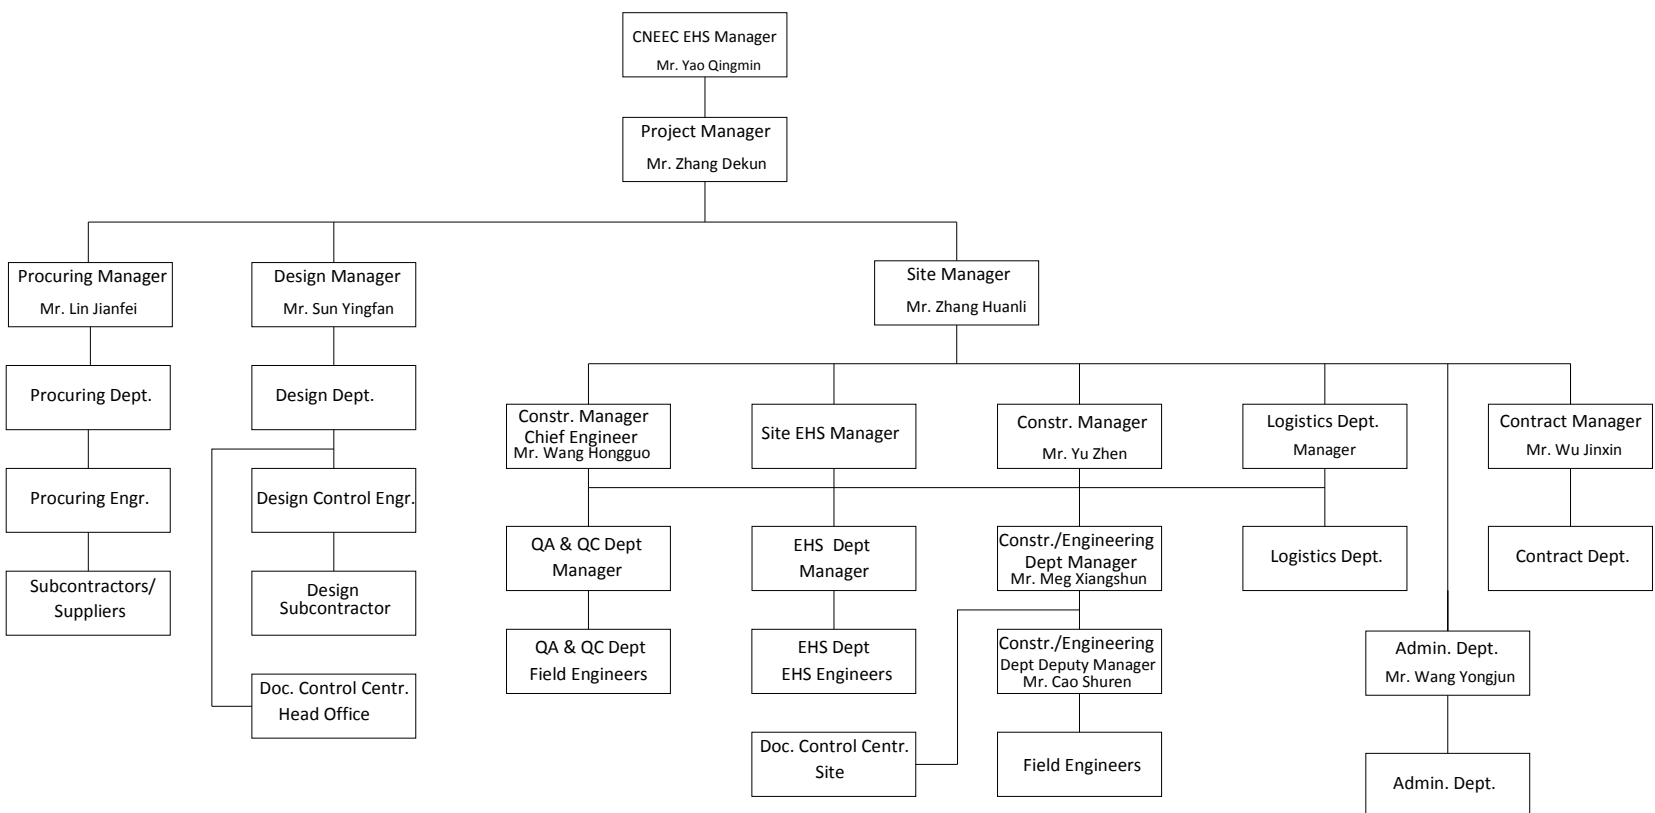 CNEEC EHS Manager
Mr. Yao Qingmin
Project Manager
Mr. Zhang Dekun
Procuring Manager
Mr. Lin Jianfei
Design Manager
Mr. Sun Yingfan
Site Manager
Mr. Zhang Huanli
Procuring Dept.
Design Dept.
Constr. Manager
Chief Engineer
Mr. Wang Hongguo
Site EHS Manager
Constr. Manager
Mr. Yu Zhen
Logistics Dept.
Manager
Contract Manager
Mr. Wu Jinxin
Procuring Engr.
Design Control Engr.
QA & QC Dept
Manager
EHS Dept
Manager
Constr./Engineering
Dept Manager
Mr. Meg Xiangshun
Logistics Dept.
Contract Dept.
Subcontractors/
Suppliers
Design
Subcontractor
QA & QC Dept
Field Engineers
EHS Dept
EHS Engineers
Constr./Engineering
Dept Deputy Manager
Mr. Cao Shuren
Admin. Dept.
Mr. Wang Yongjun
Doc. Control Centr.
Head Office
Doc. Control Centr.
Site
Field Engineers
Admin. Dept.